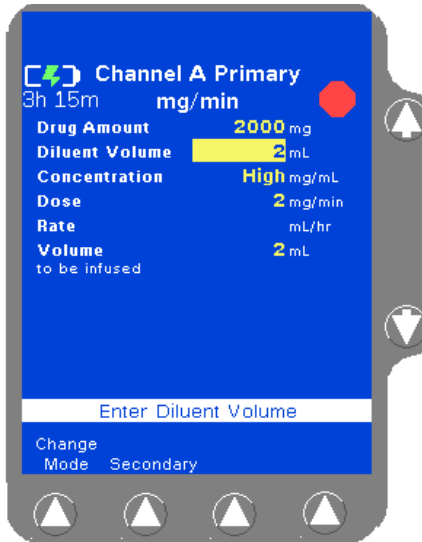 Channel A Primary
3h 15m mg/min
Drug Amount 2000 mg
Diluent Volume 2 mL
Concentration High mg/mL
Dose 2 mg/min
Rate mL/hr
Volume 2 mL
to be infused
Enter Diluent Volume
Change
Mode Secondary